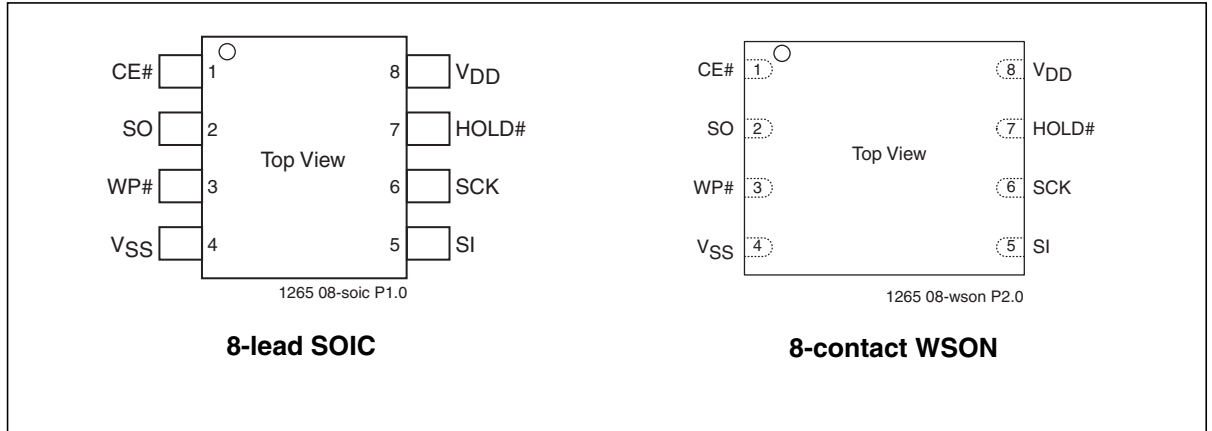 CE# 1 8 VDD
SO 2 7 HOLD#
WP# 3 6 SCK
VSS 4 5 SI
Top View
1265 08-soic P1.0
8-lead SOIC
CE# 1 8 VDD
SO 2 7 HOLD#
WP# 3 6 SCK
VSS 4 5 SI
Top View
1265 08-wson P2.0
8-contact WSON